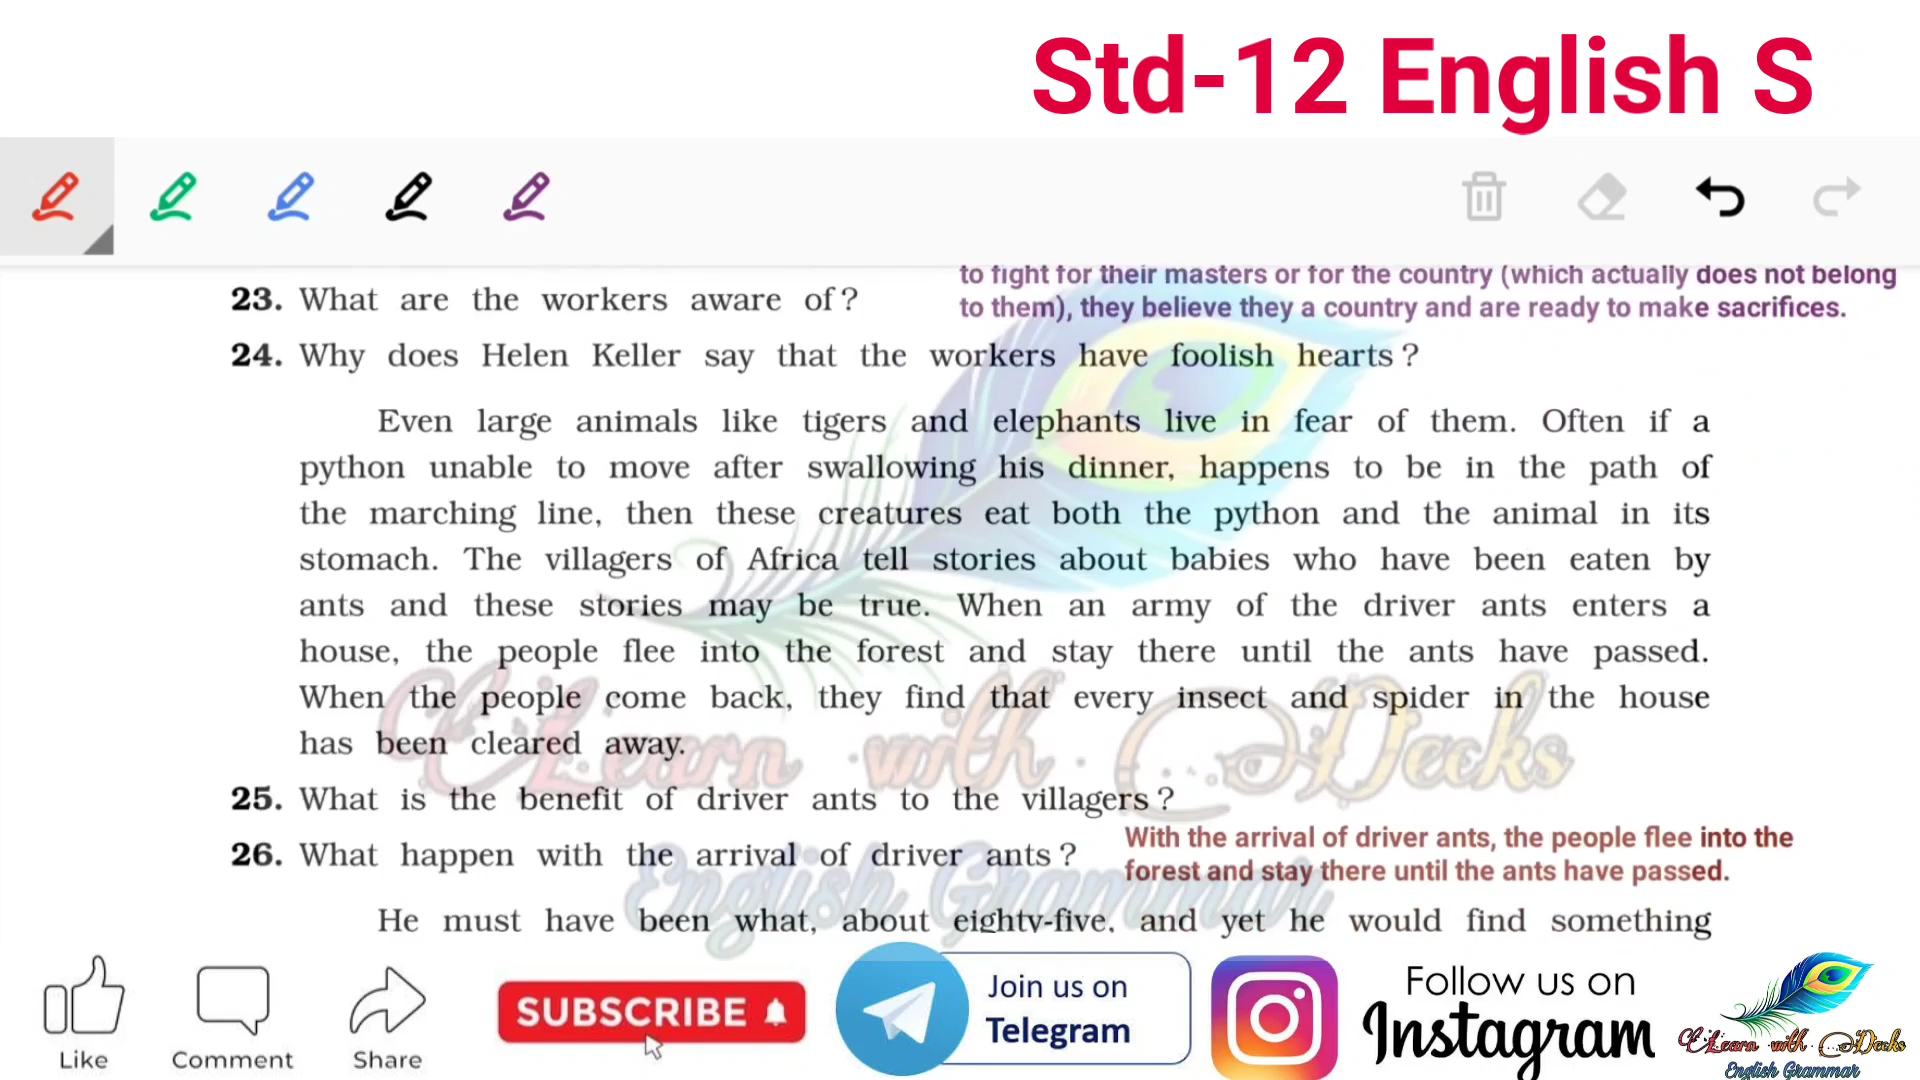 Std-12 English S
to fight for their masters or for the country (which actually does not belong
to them), they believe they a country and are ready to make sacrifices.
23. What are the workers aware of ?
24. Why does Helen Keller say that the workers have foolish hearts ?
Even large animals like tigers and elephants live in fear of them. Often if a
python unable to move after swallowing his dinner, happens to be in the path of
the marching line, then these creatures eat both the python and the animal in its
stomach. The villagers of Africa tell stories about babies who have been eaten by
ants and these stories may be true. When an army of the driver ants enters a
house, the people flee into the forest and stay there until the ants have passed.
When the people come back, they find that every insect and spider in the house
has been cleared away.
Learn with Decks
25. What is the benefit of driver ants to the villagers ?
26. What happen with the arrival of driver ants ?
With the arrival of driver ants, the people flee into the
forest and stay there until the ants have passed.
English Grammar
He must have been what, about eighty-five, and yet he would find something
Like
Comment
Share
SUBSCRIBE
Join us on
Telegram
Follow us on
Instagram
Learn with Decks
English Grammar